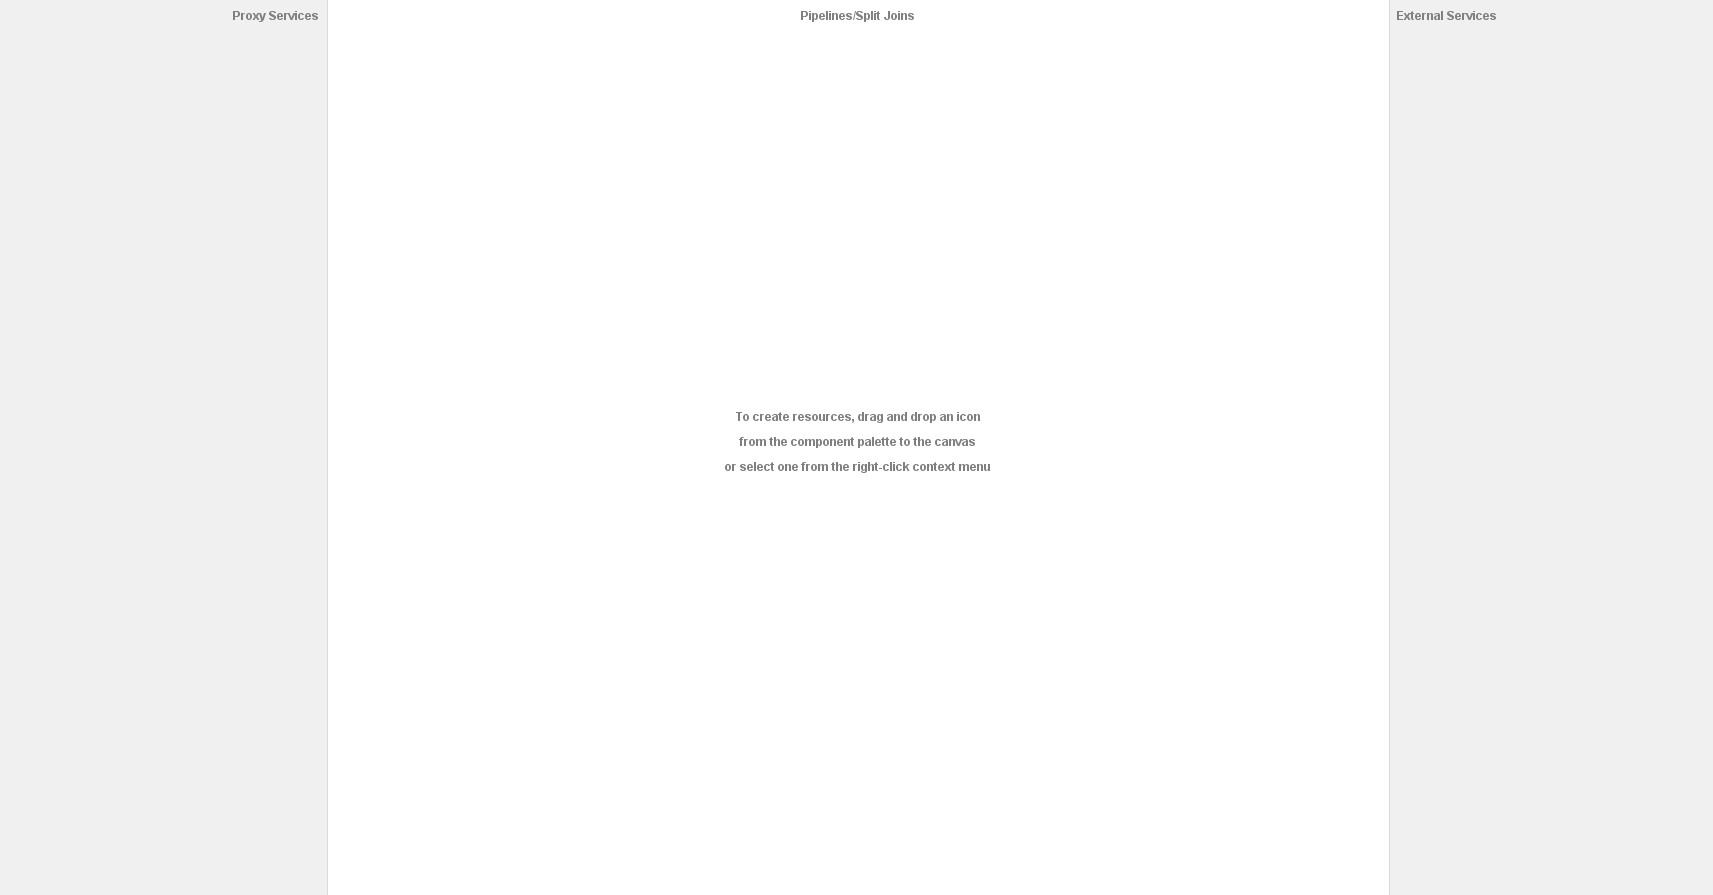 Proxy Services
Pipelines/Split Joins
External Services
To create resources, drag and drop an icon
from the component palette to the canvas
or select one from the right-click context menu